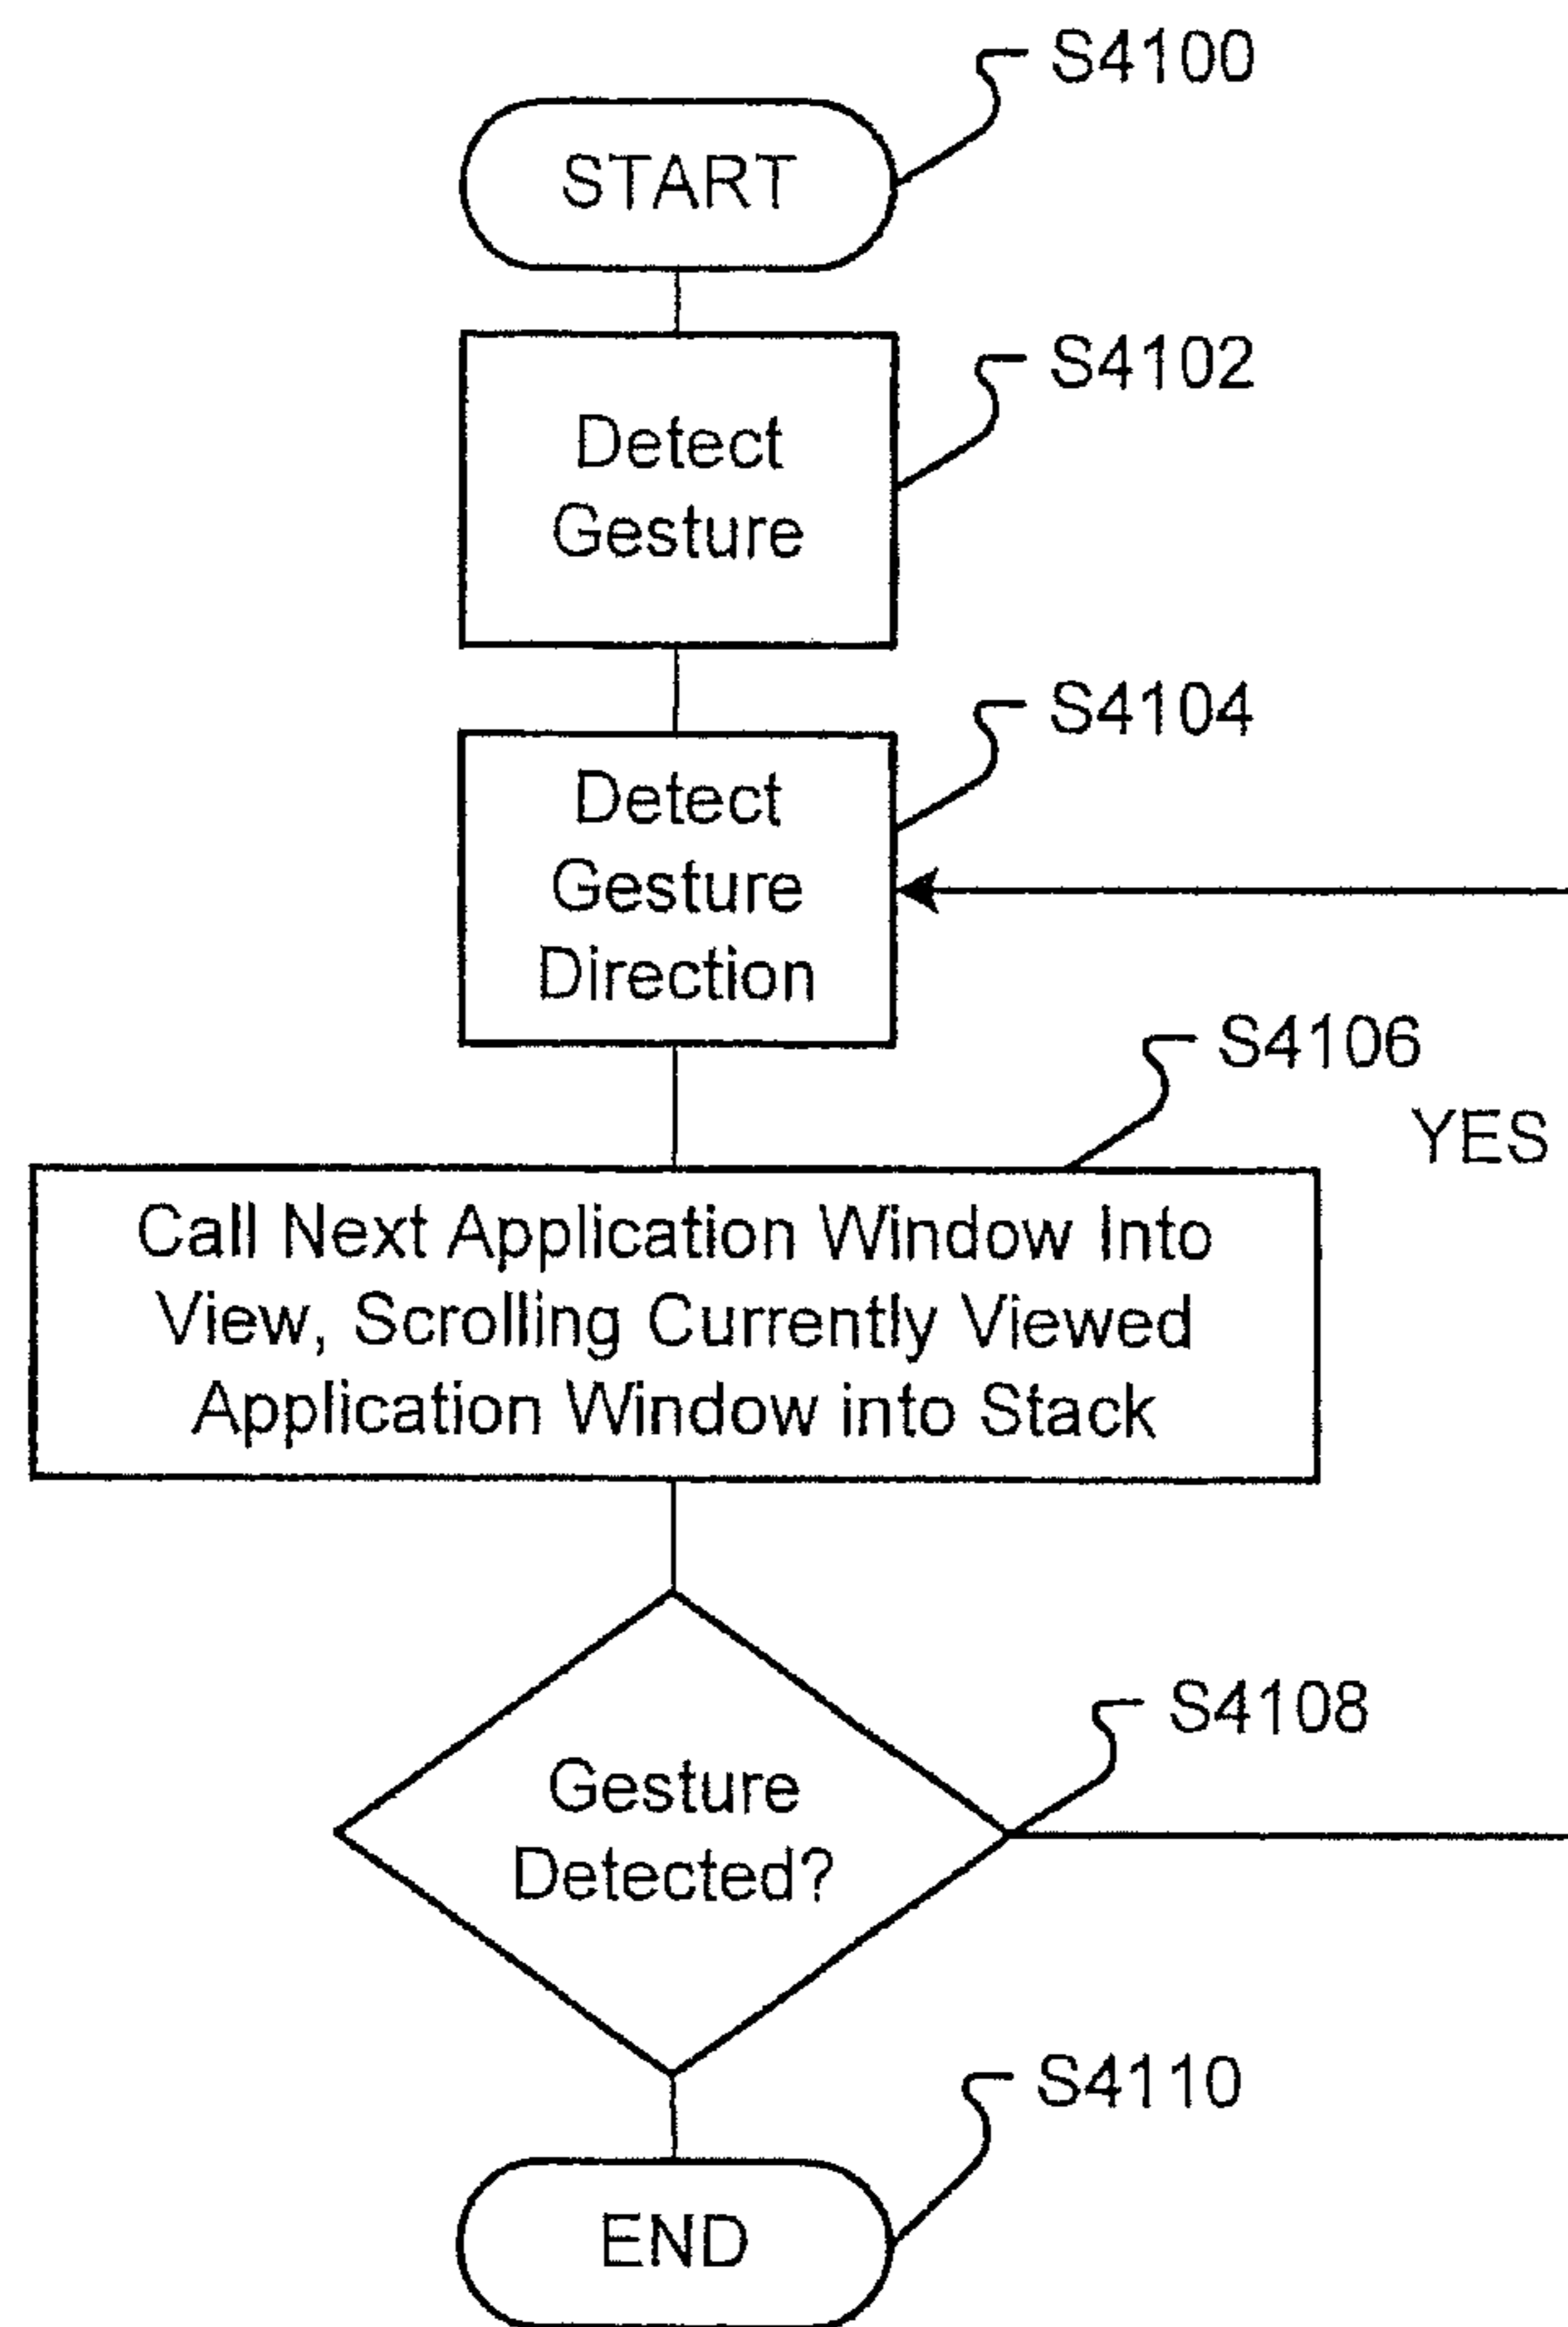 S4100
START
S4102
Detect
Gesture
S4104
Detect
Gesture
Direction
S4106
YES
Call Next Application Window Into
View, Scrolling Currently Viewed
Application Window into Stack
S4108
Gesture
Detected?
S4110
END